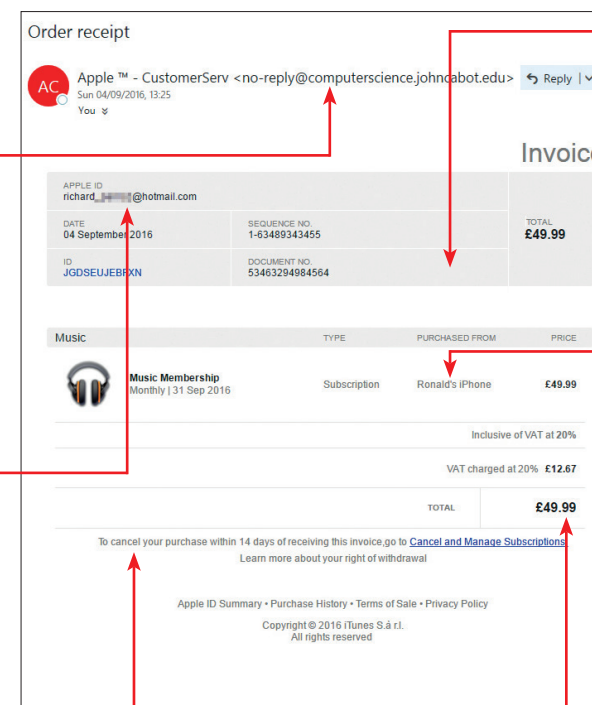 Order receipt
AC
Apple ™ - CustomerServ <no-reply@computerscience.johncabot.edu>
Reply
Sun 04/09/2016, 13:25
You
Invoic
APPLE ID
richard_ @hotmail.com
DATE
04 September 2016
SEQUENCE NO.
1-63489343455
TOTAL
£49.99
ID
DOCUMENT NO.
53463294984564
Music
TYPE
PURCHASED FROM
PRICE
Music Membership
Monthly | 31 Sep 2016
Subscription
Ronald's iPhone
£49.99
Inclusive of VAT at 20%
VAT charged at 20% £12.67
TOTAL
£49.99
To cancel your purchase within 14 days of receiving this invoice,go to Cancel and Manage Subscriptions.
Learn more about your right of withdrawal
Apple ID Summary • Purchase History • Terms of Sale • Privacy Policy
Copyright © 2016 iTunes S.à r.l.
All rights reserved